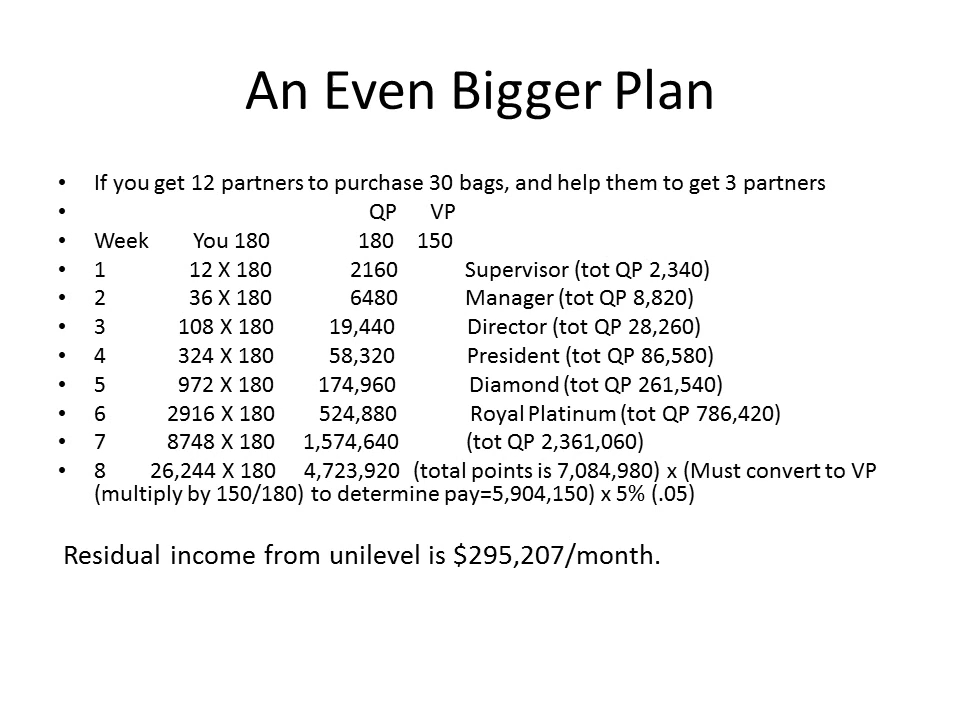 An Even Bigger Plan
• If you get 12 partners to purchase 30 bags, and help them to get 3 partners
• QP VP
• Week You 180 180 150
• 1 12 X 180 2160 Supervisor (tot QP 2,340)
• 2 36 X 180 6480 Manager (tot QP 8,820)
• 3 108 X 180 19,440 Director (tot QP 28,260)
• 4 324 X 180 58,320 President (tot QP 86,580)
• 5 972 X 180 174,960 Diamond (tot QP 261,540)
• 6 2916 X 180 524,880 Royal Platinum (tot QP 786,420)
• 7 8748 X 180 1,574,640 (tot QP 2,361,060)
• 8 26,244 X 180 4,723,920 (total points is 7,084,980) x (Must convert to VP
(multiply by 150/180) to determine pay=5,904,150) x 5% (.05)
Residual income from unilevel is $295,207/month.